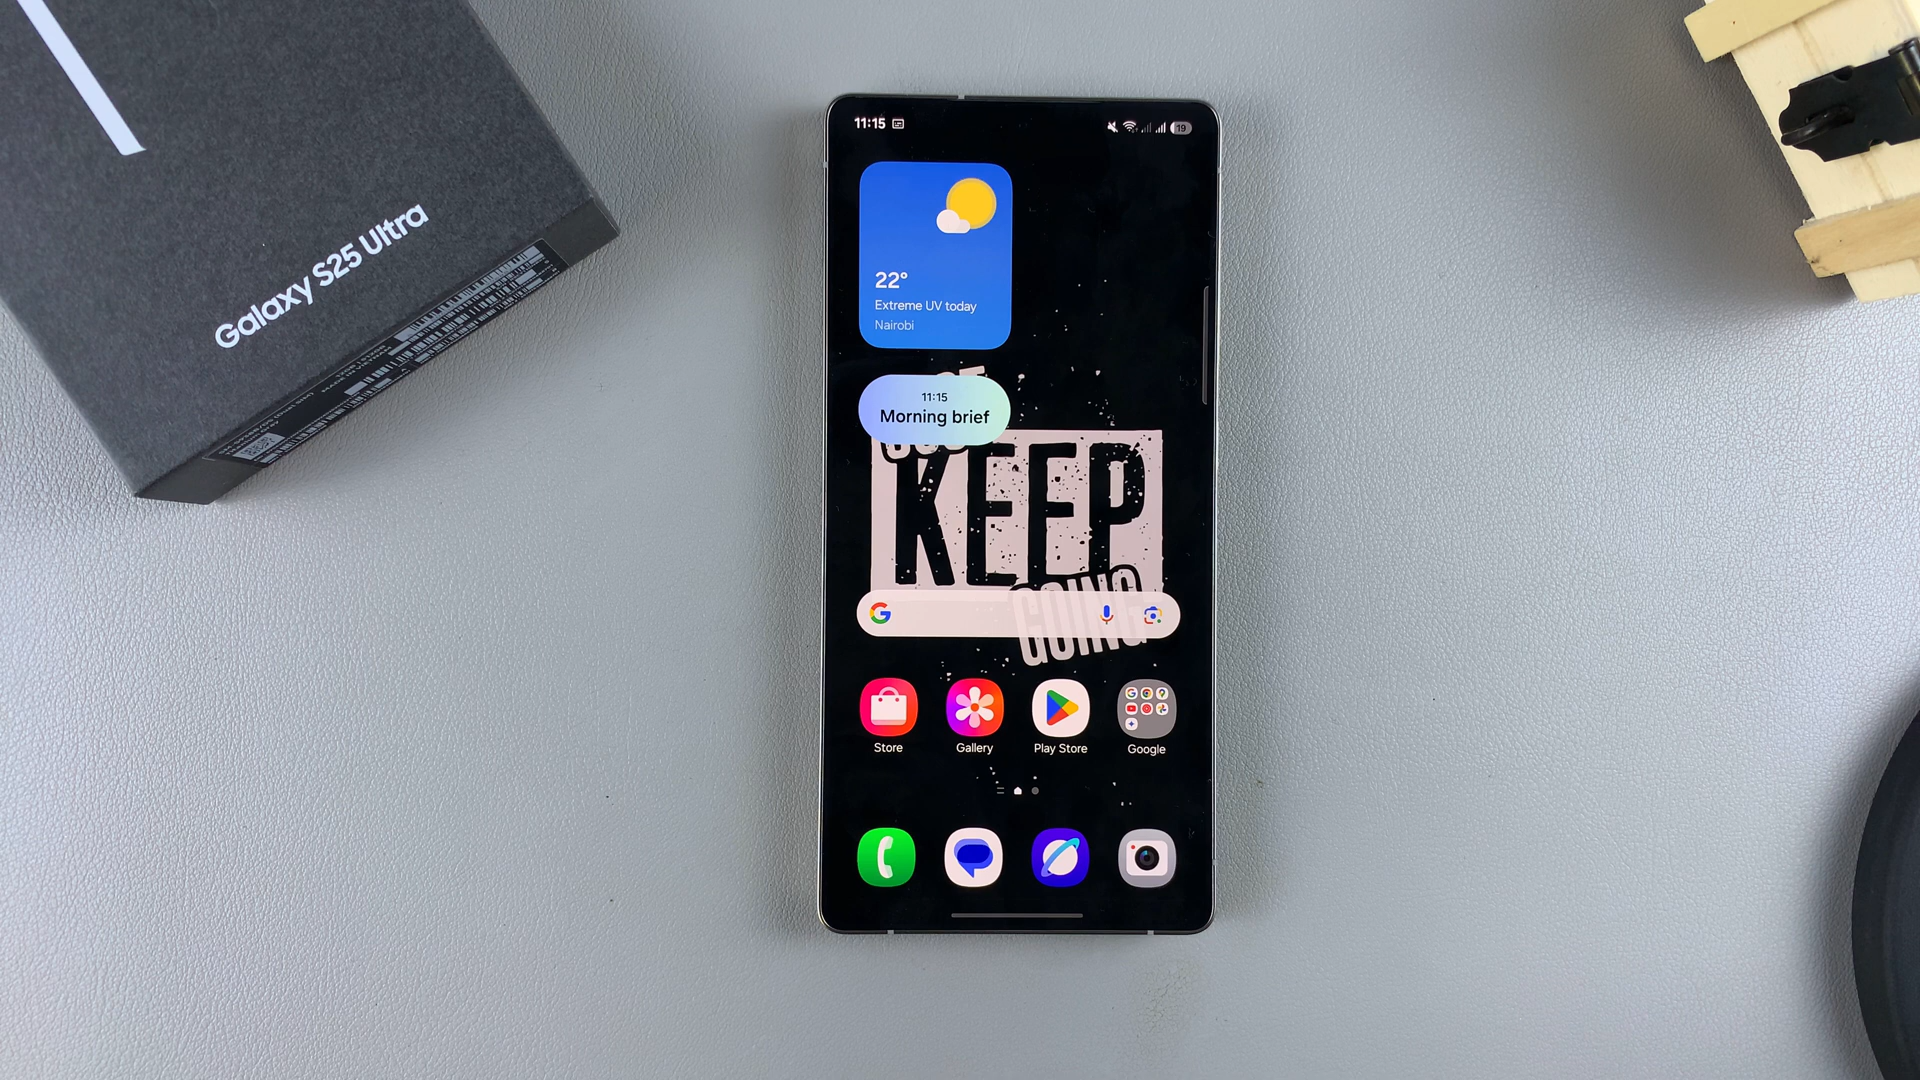 Galaxy S25 Ultra
11:15
19
22°
Extreme UV today
Nairobi
11:15
Morning brief
KEEP
GOING
Store
Gallery
Play Store
Google